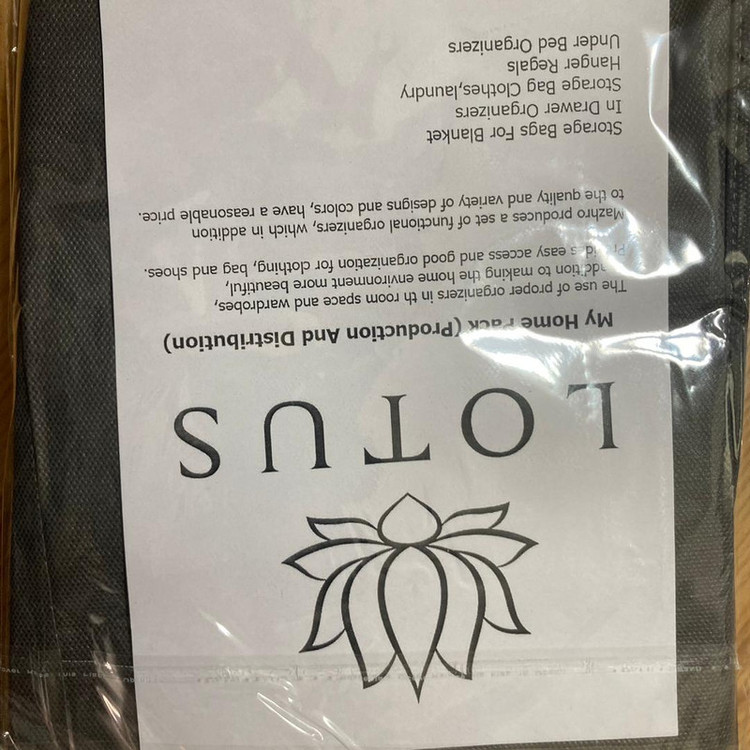 LOTUS
My Home Pack (Production And Distribution)
The use of proper organizers in th room space and wardrobes,
addition to making the home environment more beautiful,
easy access and good organization for clothing, bag and shoes.
Mazhro produces a set of functional organizers, which in addition
to the quality and variety of designs and colors, have a reasonable price.
Storage Bags For Blanket
In Drawer Organizers
Storage Bag Clothes,laundry
Hanger Regals
Under Bed Organizers